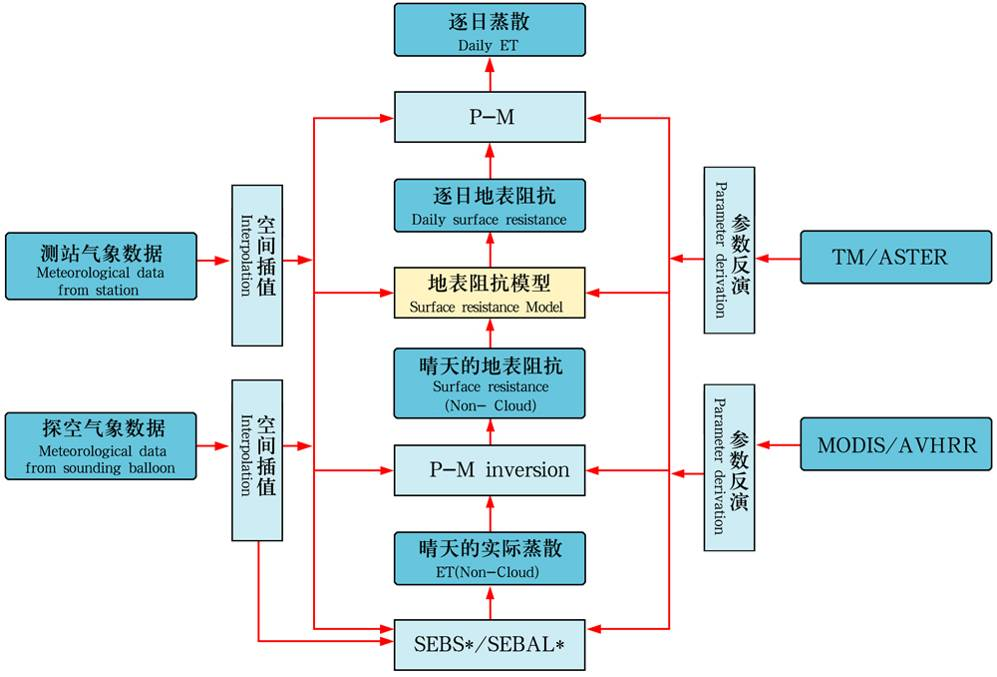 逐日蒸散
Daily ET
P-M
逐日地表阻抗
Daily surface resistance
地表阻抗模型
Surface resistance Model
晴天的地表阻抗
Surface resistance
(Non- Cloud)
P-M inversion
晴天的实际蒸散
ET(Non-Cloud)
SEBS*/SEBAL*
测站气象数据
Meteorological data
from station
空间插值
Interpolation
探空气象数据
Meteorological data
from sounding balloon
空间插值
Interpolation
参数反演
Parameter derivation
TM/ASTER
参数反演
Parameter derivation
MODIS/AVHRR